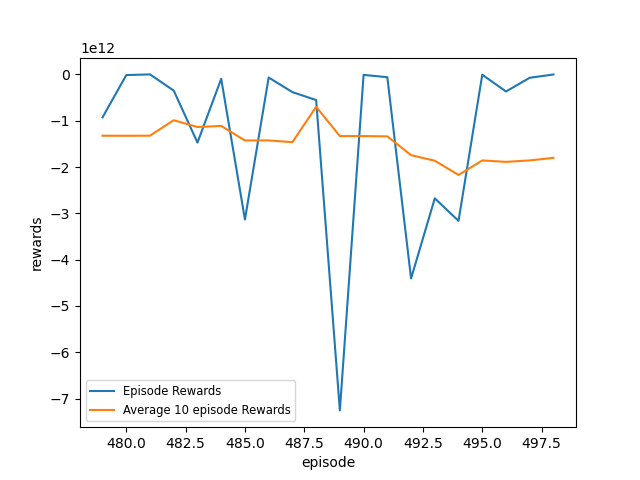 1e12
0
−1
−2
−3
−4
−5
−6
−7
rewards
Episode Rewards
Average 10 episode Rewards
480.0 482.5 485.0 487.5 490.0 492.5 495.0 497.5
episode